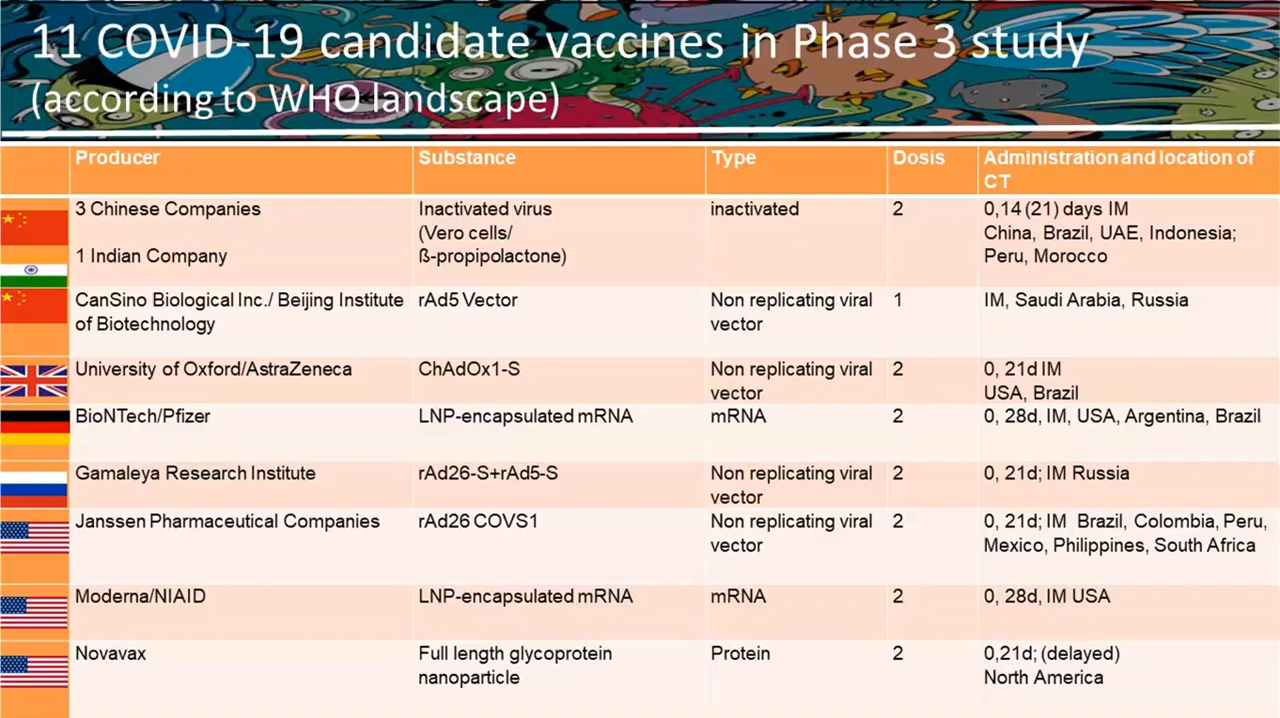 11 COVID-19 candidate vaccines in Phase 3 study
(according to WHO landscape)
Producer
Substance
Type
Dosis
Administration and location of
CT
3 Chinese Companies
1 Indian Company
Inactivated virus
(Vero cells/
ß-propipolactone)
inactivated
2
0,14 (21) days IM
China, Brazil, UAE, Indonesia;
Peru, Morocco
CanSino Biological Inc./ Beijing Institute
of Biotechnology
rAd5 Vector
Non replicating viral
vector
1
IM, Saudi Arabia, Russia
University of Oxford/AstraZeneca
ChAdOx1-S
Non replicating viral
vector
2
0, 21d IM
USA, Brazil
BioNTech/Pfizer
LNP-encapsulated mRNA
mRNA
2
0, 28d, IM, USA, Argentina, Brazil
Gamaleya Research Institute
rAd26-S+rAd5-S
Non replicating viral
vector
2
0, 21d; IM Russia
Janssen Pharmaceutical Companies
rAd26 COVS1
Non replicating viral
vector
2
0, 21d; IM Brazil, Colombia, Peru,
Mexico, Philippines, South Africa
Moderna/NIAID
LNP-encapsulated mRNA
mRNA
2
0, 28d, IM USA
Novavax
Full length glycoprotein
nanoparticle
Protein
2
0,21d; (delayed)
North America